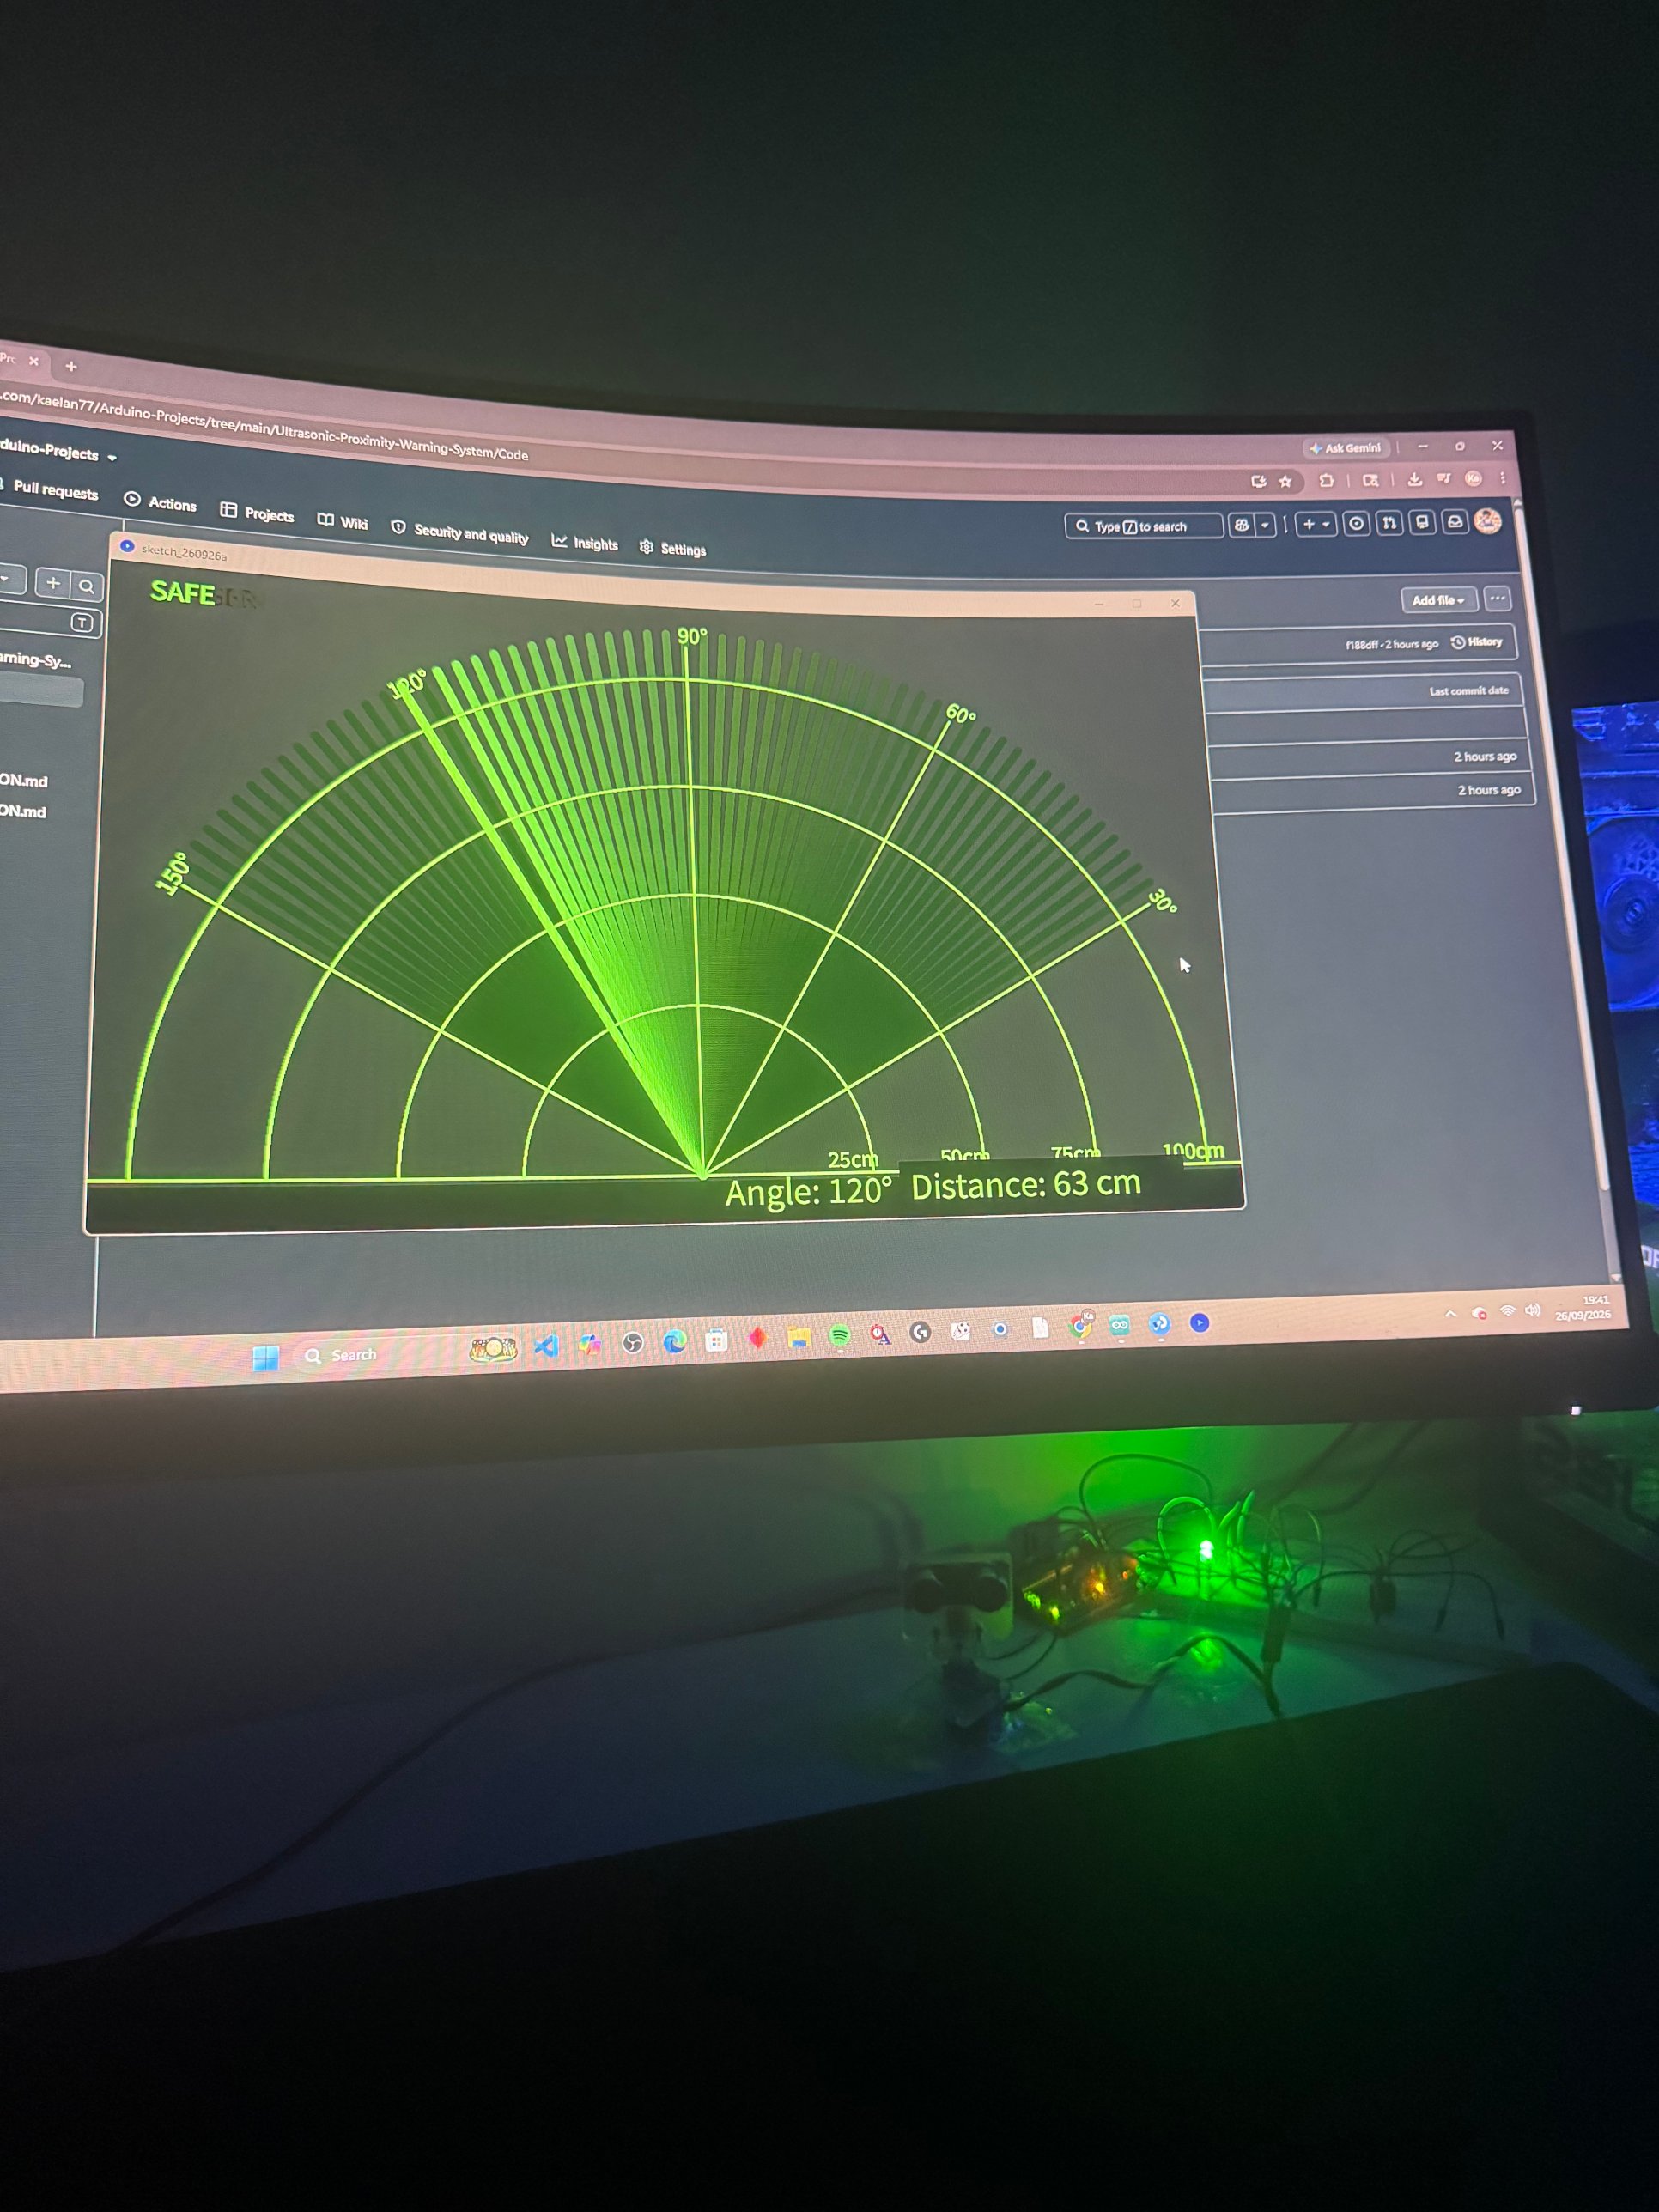 .com/kaelan77/Arduino-Projects/tree/main/Ultrasonic-Proximity-Warning-System/Code
Ask Gemini
duino-Projects
Pull requests
Actions
Projects
Wiki
Security and quality
Insights
Settings
Type / to search
sketch_260926a
SAFE
T
Add file
f188dff · 2 hours ago
History
arning-Sy...
Last commit date
2 hours ago
2 hours ago
ON.md
ON.md
90°
120°
60°
150°
30°
25cm
50cm
75cm
100cm
Angle: 120°
Distance: 63 cm
Search
19:41
26/09/2026